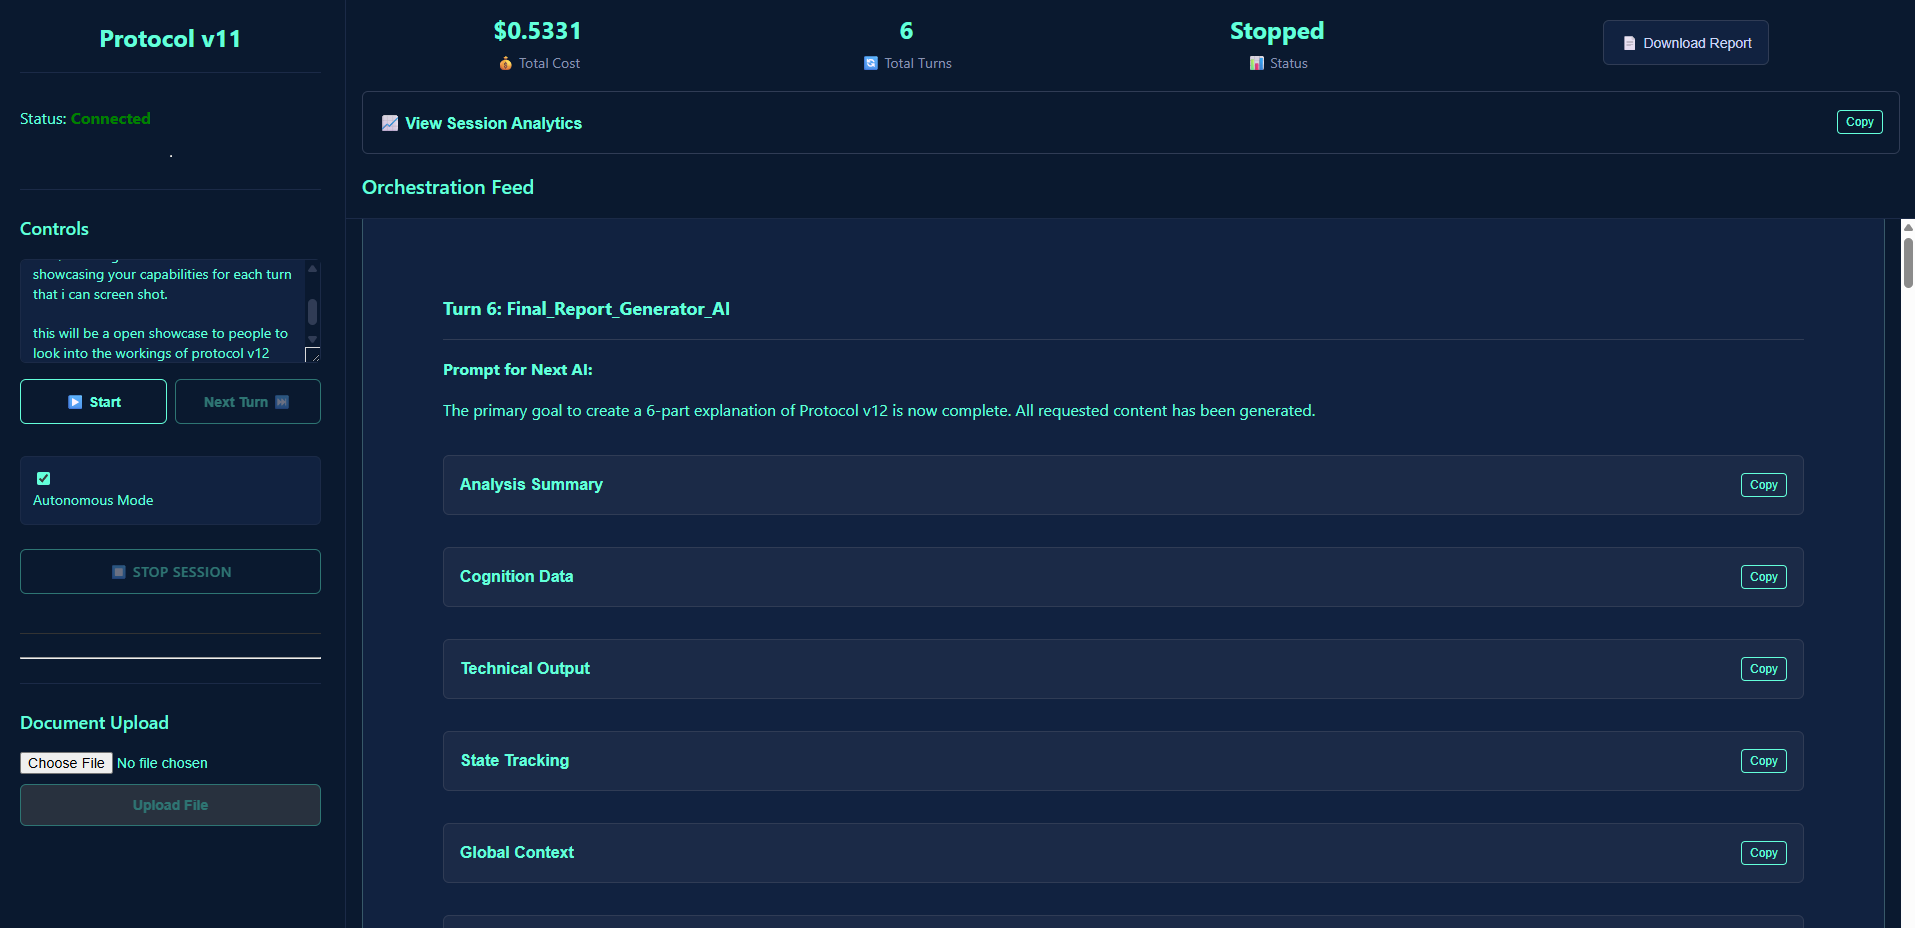 Protocol v11
Status: Connected
.
Controls
showcasing your capabilities for each turn
that i can screen shot.
this will be a open showcase to people to
look into the workings of protocol v12
Start
Next Turn
Autonomous Mode
STOP SESSION
Document Upload
Choose File No file chosen
Upload File
$0.5331
Total Cost
6
Total Turns
Stopped
Status
Download Report
View Session Analytics
Copy
Orchestration Feed
Turn 6: Final_Report_Generator_AI
Prompt for Next AI:
The primary goal to create a 6-part explanation of Protocol v12 is now complete. All requested content has been generated.
Analysis Summary
Copy
Cognition Data
Copy
Technical Output
Copy
State Tracking
Copy
Global Context
Copy